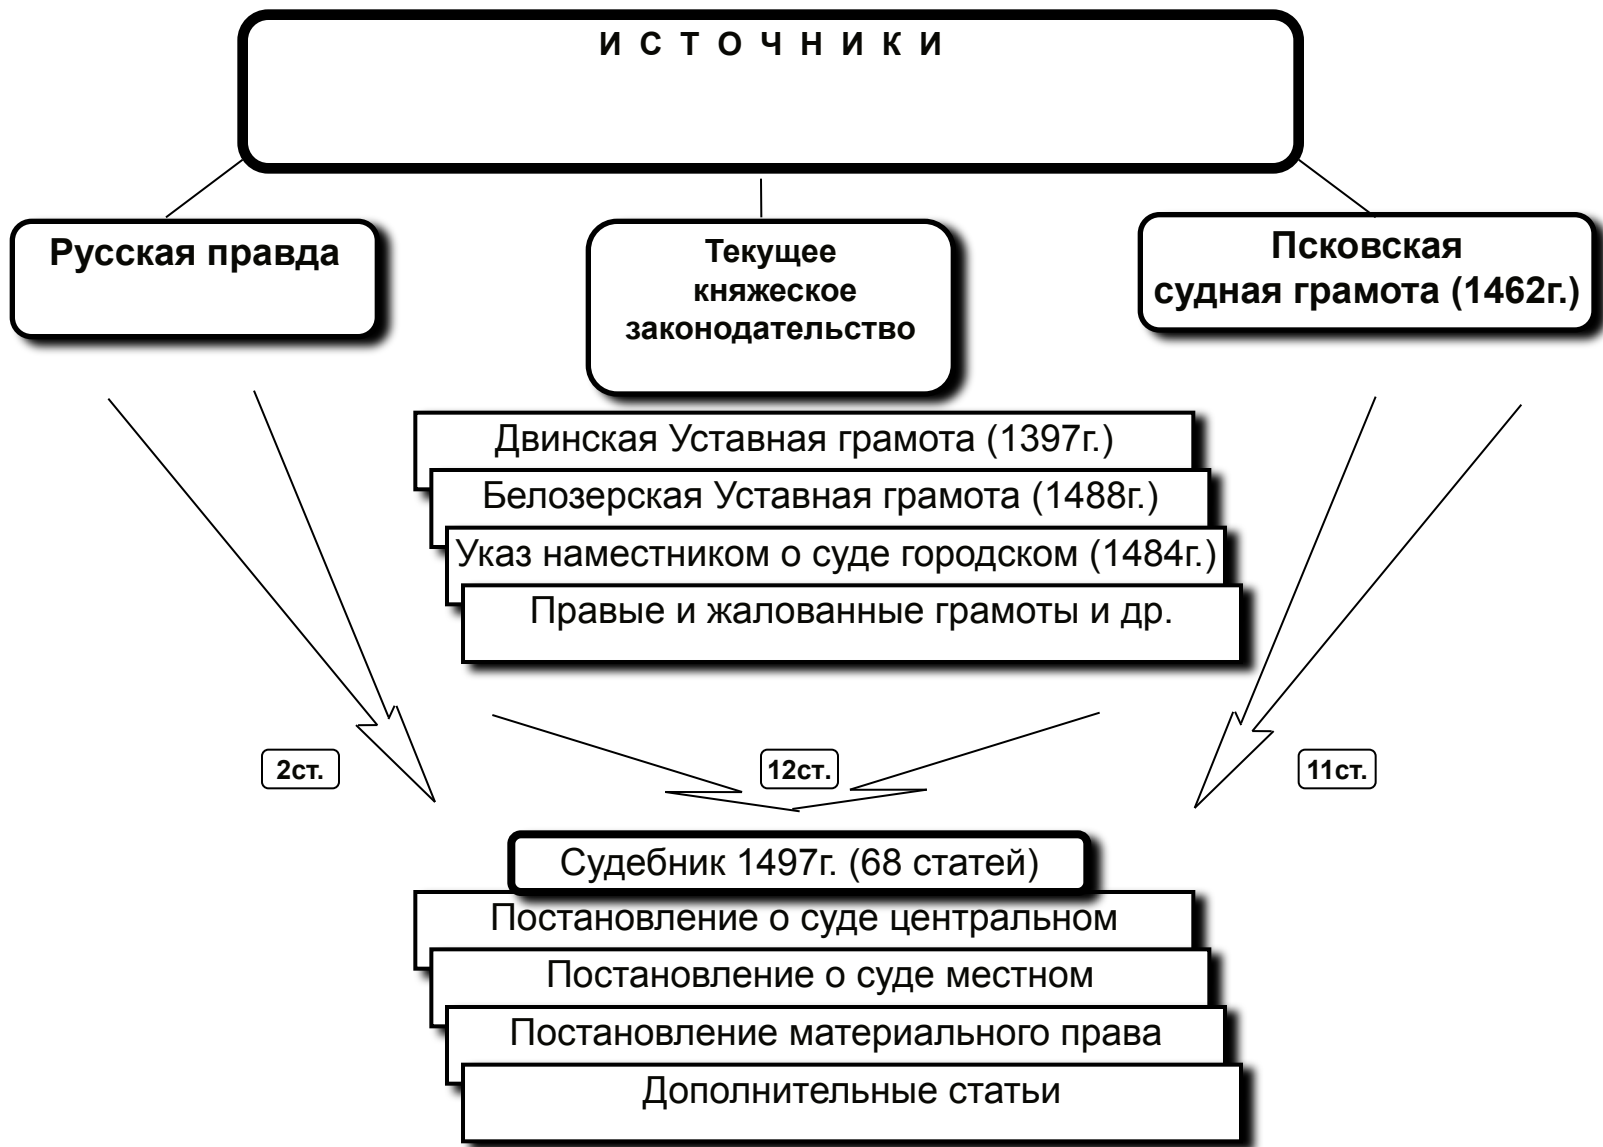 ИСТОЧНИКИ
Русская правда
Текущее
княжеское
законодательство
Псковская
судная грамота (1462г.)
Двинская Уставная грамота (1397г.)
Белозерская Уставная грамота (1488г.)
Указ наместником о суде городском (1484г.)
Правые и жалованные грамоты и др.
2ст.
12ст.
11ст.
Судебник 1497г. (68 статей)
Постановление о суде центральном
Постановление о суде местном
Постановление материального права
Дополнительные статьи